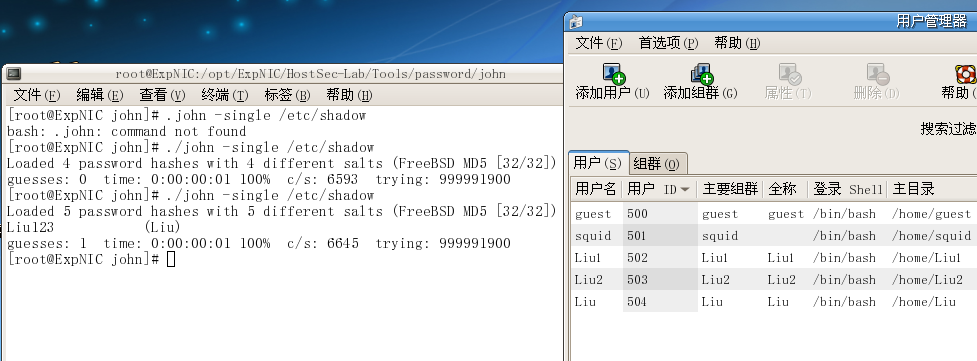 root@ExpNIC:/opt/ExpNIC/HostSec-Lab/Tools/password/john
文件(F) 编辑(E) 查看(V) 终端(T) 标签(B) 帮助(H)
[root@ExpNIC john]# .john -single /etc/shadow
bash: .john: command not found
[root@ExpNIC john]# ./john -single /etc/shadow
Loaded 4 password hashes with 4 different salts (FreeBSD MD5 [32/32])
guesses: 0 time: 0:00:00:01 100% c/s: 6593 trying: 999991900
[root@ExpNIC john]# ./john -single /etc/shadow
Loaded 5 password hashes with 5 different salts (FreeBSD MD5 [32/32])
Liu123 (Liu)
guesses: 1 time: 0:00:00:01 100% c/s: 6645 trying: 999991900
[root@ExpNIC john]#
用户管理器
文件(F) 首选项(P) 帮助(H)
添加用户(U) 添加组群(G) 属性(T) 删除(D) 帮助(
搜索过滤
用户(S) 组群(O)
用户名 用户 ID 主要组群 全称 登录 Shell 主目录
guest 500 guest guest /bin/bash /home/guest
squid 501 squid /bin/bash /home/squid
Liu1 502 Liu1 Liu1 /bin/bash /home/Liu1
Liu2 503 Liu2 Liu2 /bin/bash /home/Liu2
Liu 504 Liu Liu /bin/bash /home/Liu